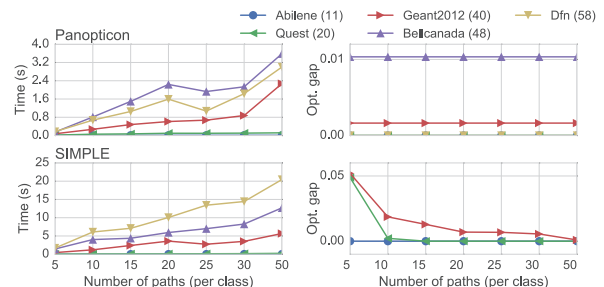 Abilene (11) Geant2012 (40) Dfn (58)
Quest (20) Bellcanada (48)
Panopticon
Time (s)
4.0
3.2
2.4
1.6
0.8
0.0
Opt. gap
0.01
0.00
SIMPLE
Time (s)
25
20
15
10
5
0
5 10 15 20 25 30 50
Number of paths (per class)
Opt. gap
0.05
0.00
5 10 15 20 25 30 50
Number of paths (per class)